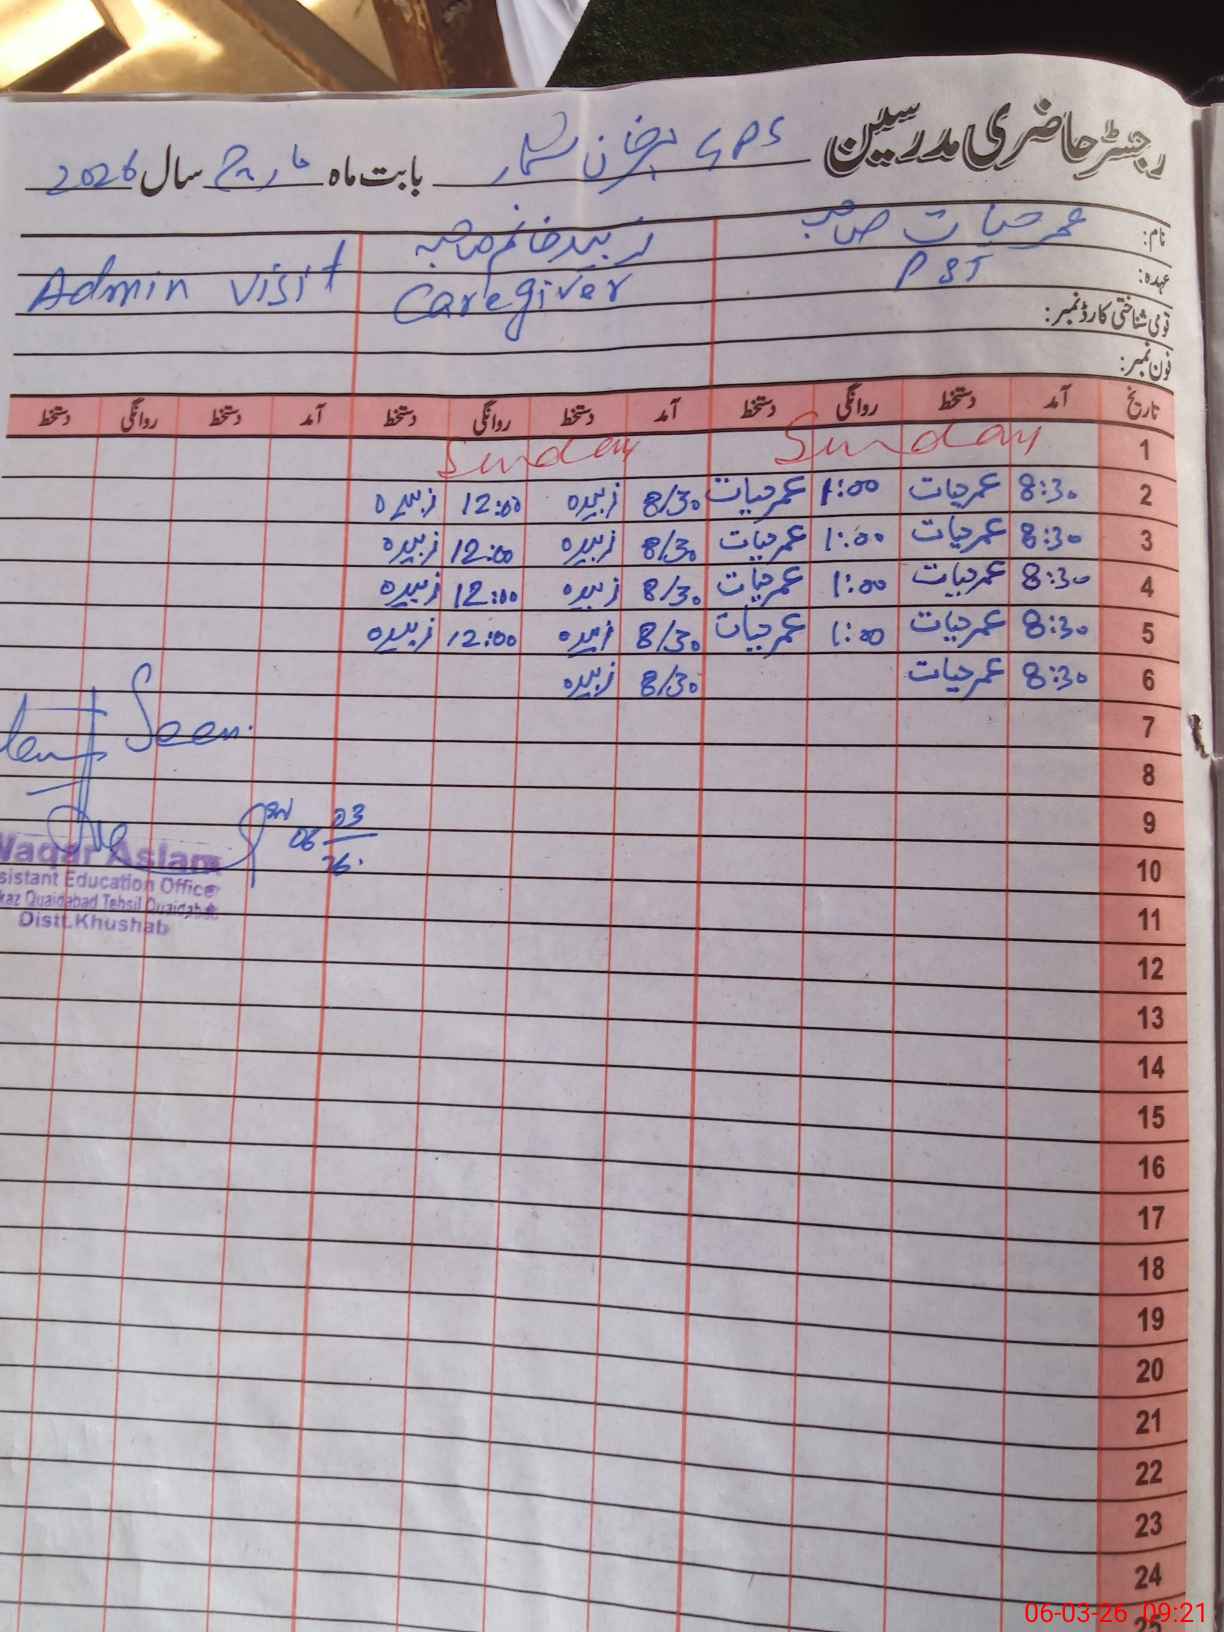 رجسٹر حاضری مدرسین GPS بابت ماہ مارچ سال 2026
نام: عمر حیات صاحب زبیدہ خانم صاحبہ
عہدہ: PST Caregiver Admin visit
قومی شناختی کارڈ نمبر:
فون نمبر:
تاریخ آمد دستخط روانگی دستخط آمد دستخط روانگی دستخط آمد دستخط روانگی دستخط
1 Sunday Sunday
2 8:30 عمر حیات 1:00 عمر حیات 8/30 زبیدہ 12:00 زبیدہ
3 8:30 عمر حیات 1:00 عمر حیات 8/30 زبیدہ 12:00 زبیدہ
4 8:30 عمر حیات 1:00 عمر حیات 8/30 زبیدہ 12:00 زبیدہ
5 8:30 عمر حیات 1:00 عمر حیات 8/30 زبیدہ 12:00 زبیدہ
6 8:30 عمر حیات 8/30 زبیدہ
7
Seen.
8
9
06 03
26.
10
Waqar Aslam
sistant Education Office
kaz Quaidabad Tehsil Quaidabad
Distt.Khushab
11
12
13
14
15
16
17
18
19
20
21
22
23
24
25
06-03-26 09:21